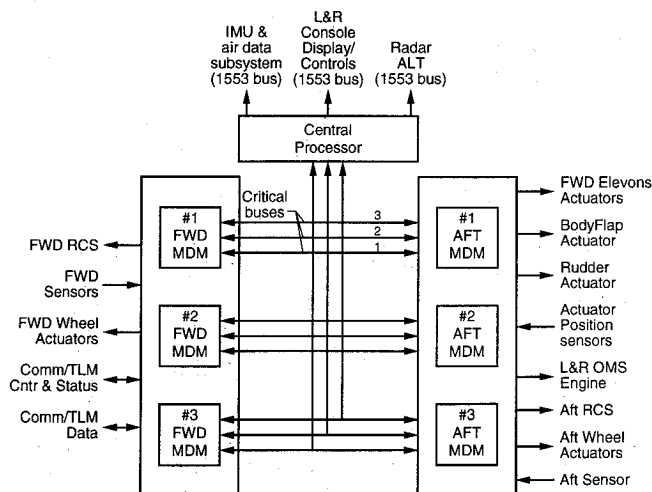 IMU &
air data
subsystem
(1553 bus)
L&R
Console
Display/
Controls
(1553 bus)
Radar
ALT
(1553 bus)
Central
Processor
Critical
buses
3
2
1
#1
FWD
MDM
#2
FWD
MDM
#3
FWD
MDM
#1
AFT
MDM
#2
AFT
MDM
#3
AFT
MDM
FWD RCS
FWD
Sensors
FWD Wheel
Actuators
Comm/TLM
Cntr & Status
Comm/TLM
Data
FWD Elevons
Actuators
BodyFlap
Actuator
Rudder
Actuator
Actuator
Position
sensors
L&R OMS
Engine
Aft RCS
Aft Wheel
Actuators
Aft Sensor